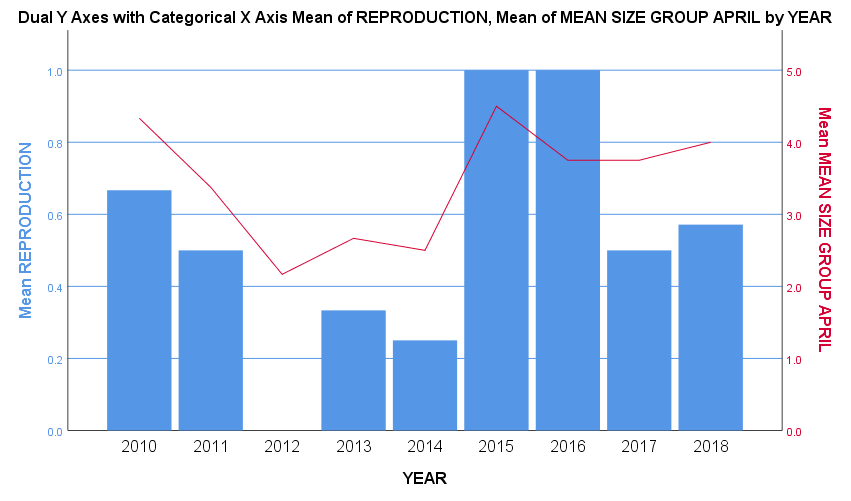 Dual Y Axes with Categorical X Axis Mean of REPRODUCTION, Mean of MEAN SIZE GROUP APRIL by YEAR
Mean REPRODUCTION
1.0
0.8
0.6
0.4
0.2
0.0
5.0
4.0
3.0
2.0
1.0
0.0
Mean MEAN SIZE GROUP APRIL
2010 2011 2012 2013 2014 2015 2016 2017 2018
YEAR